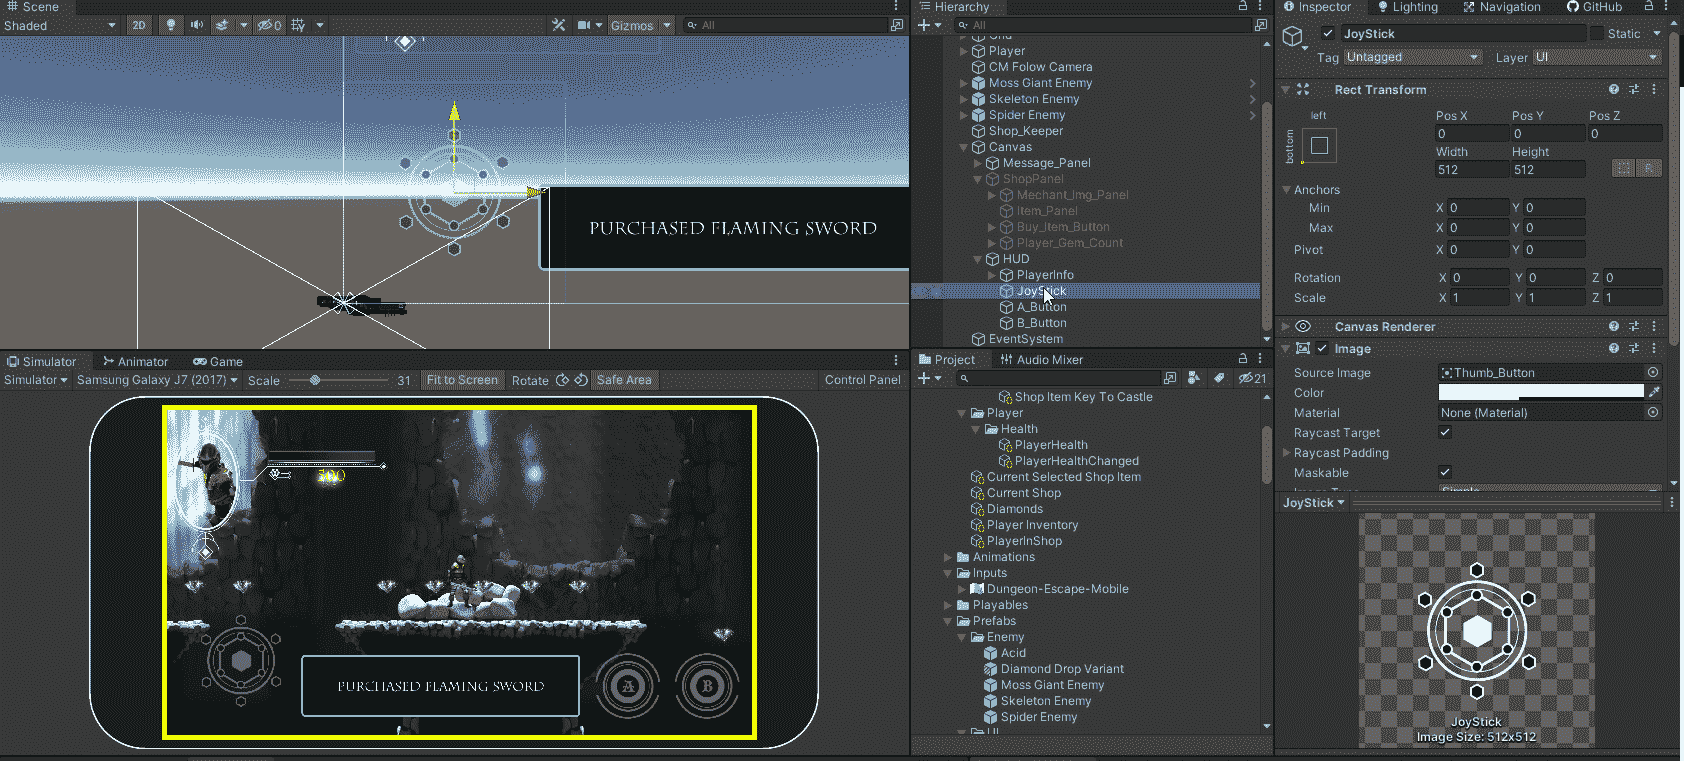 Scene
Shaded
2D
0
Gizmos
All
PURCHASED FLAMING SWORD
Simulator
Animator
Game
Simulator
Samsung Galaxy J7 (2017)
Scale
31
Fit to Screen
Rotate
Safe Area
Control Panel
PURCHASED FLAMING SWORD
A
B
Hierarchy
All
Player
CM Folow Camera
Moss Giant Enemy
Skeleton Enemy
Spider Enemy
Shop_Keeper
Canvas
Message_Panel
ShopPanel
Mechant_Img_Panel
Item_Panel
Buy_Item_Button
Player_Gem_Count
HUD
PlayerInfo
JoyStick
A_Button
B_Button
EventSystem
Project
Audio Mixer
21
Shop Item Key To Castle
Player
Health
PlayerHealth
PlayerHealthChanged
Current Selected Shop Item
Current Shop
Diamonds
Player Inventory
PlayerInShop
Animations
Inputs
Dungeon-Escape-Mobile
Playables
Prefabs
Enemy
Acid
Diamond Drop Variant
Moss Giant Enemy
Skeleton Enemy
Spider Enemy
UI
Inspector
Lighting
Navigation
GitHub
JoyStick
Static
Tag Untagged
Layer UI
Rect Transform
left
bottom
Pos X Pos Y Pos Z
0 0 0
Width Height
512 512
R
Anchors
Min X 0 Y 0
Max X 0 Y 0
Pivot X 0 Y 0
Rotation X 0 Y 0 Z 0
Scale X 1 Y 1 Z 1
Canvas Renderer
Image
Source Image Thumb_Button
Color
Material None (Material)
Raycast Target
Raycast Padding
Maskable
JoyStick
JoyStick
Image Size: 512x512